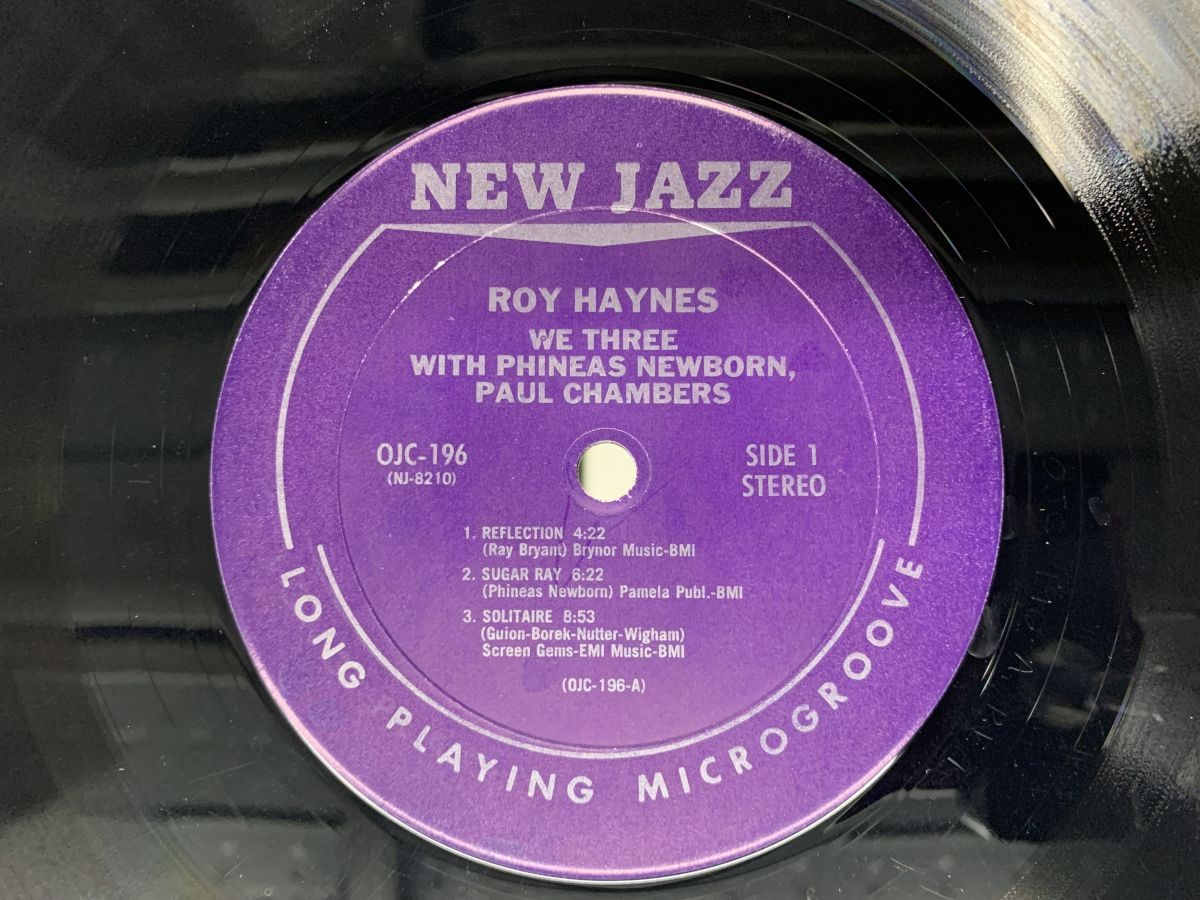 NEW JAZZ
ROY HAYNES
WE THREE
WITH PHINEAS NEWBORN,
PAUL CHAMBERS
OJC-196
(NJ-8210)
SIDE 1
STEREO
1. REFLECTION 4:22
(Ray Bryant) Brynor Music-BMI
2. SUGAR RAY 6:22
(Phineas Newborn) Pamela Publ.-BMI
3. SOLITAIRE 8:53
(Guion-Borek-Nutter-Wigham)
Screen Gems-EMI Music-BMI
(OJC-196-A)
LONG PLAYING MICROGROOVE